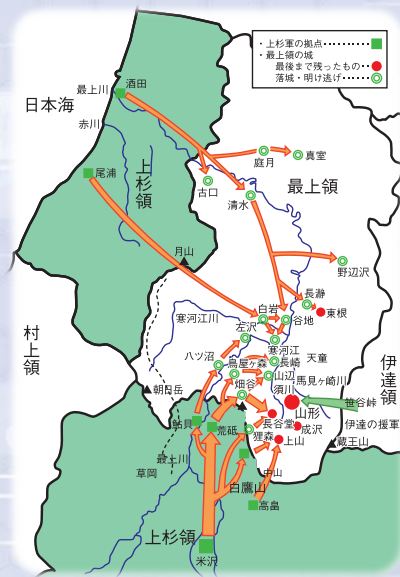 ・上杉軍の拠点
・最上領の城
最後まで残ったもの
落城・明け逃げ
日本海
最上川
酒田
赤川
尾浦
上杉領
古口
庭月
真室
清水
最上領
月山
野辺沢
長瀞
東根
白岩
谷地
寒河江川
左沢
寒河江
村上領
八ツ沼
鳥屋ヶ森
長崎
天童
伊達領
朝日岳
畑谷
山辺
須川
馬見ヶ崎川
笹谷峠
山形
鮎貝
荒砥
長谷堂
成沢
伊達の援軍
狸森
上山
蔵王山
最上川
草岡
中山
白鷹山
高畠
上杉領
米沢